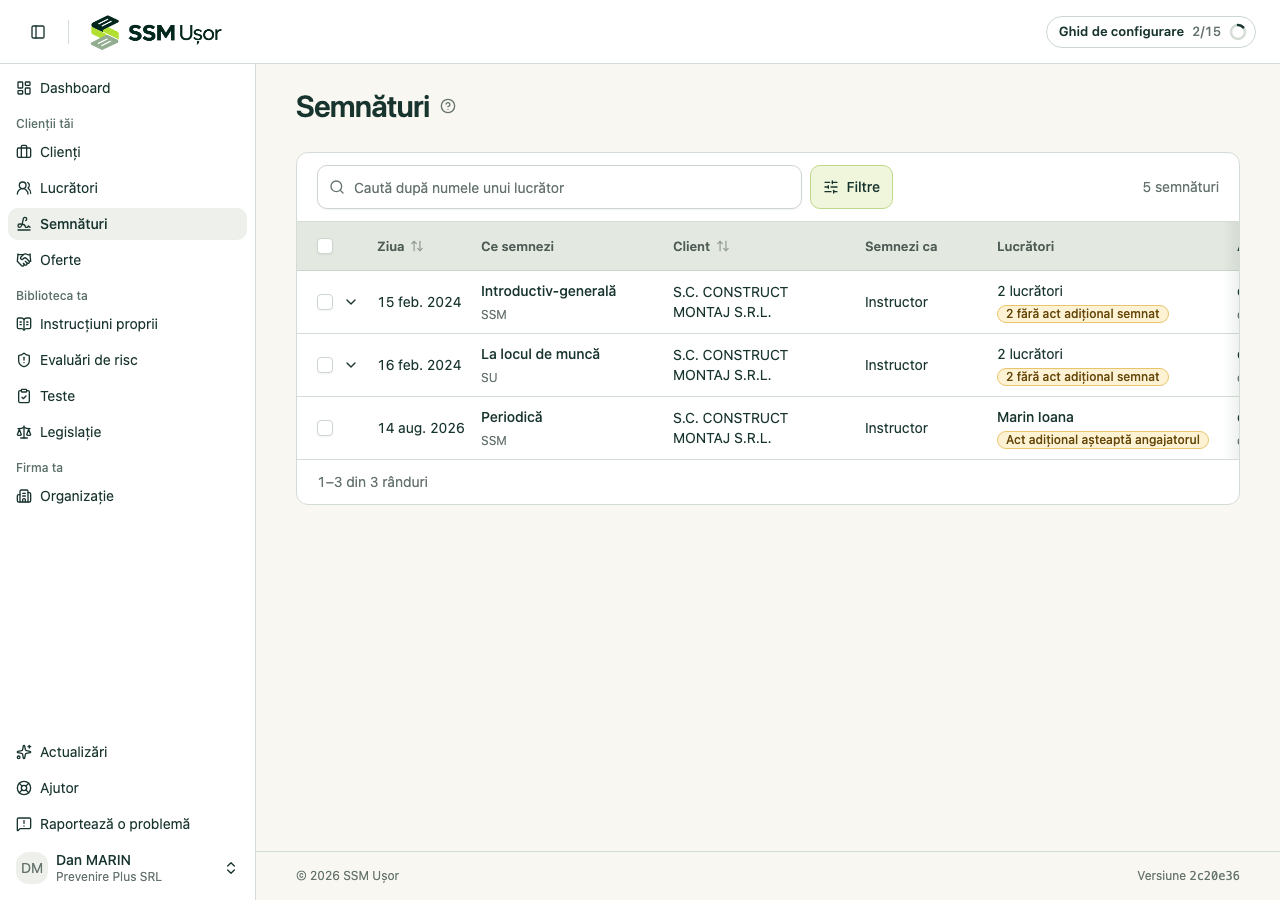 SSM Ușor
Ghid de configurare 2/15
Dashboard
Clienții tăi
Clienți
Lucrători
Semnături
Oferte
Biblioteca ta
Instrucțiuni proprii
Evaluări de risc
Teste
Legislație
Firma ta
Organizație
Actualizări
Ajutor
Raportează o problemă
DM
Dan MARIN
Prevenire Plus SRL
Semnături
Caută după numele unui lucrător
Filtre
5 semnături
Ziua Ce semnezi Client Semnezi ca Lucrători
15 feb. 2024
Introductiv-generală
SSM
S.C. CONSTRUCT
MONTAJ S.R.L.
Instructor
2 lucrători
2 fără act adițional semnat
16 feb. 2024
La locul de muncă
SU
S.C. CONSTRUCT
MONTAJ S.R.L.
Instructor
2 lucrători
2 fără act adițional semnat
14 aug. 2026
Periodică
SSM
S.C. CONSTRUCT
MONTAJ S.R.L.
Instructor
Marin Ioana
Act adițional așteaptă angajatorul
1–3 din 3 rânduri
© 2026 SSM Ușor
Versiune 2c20e36